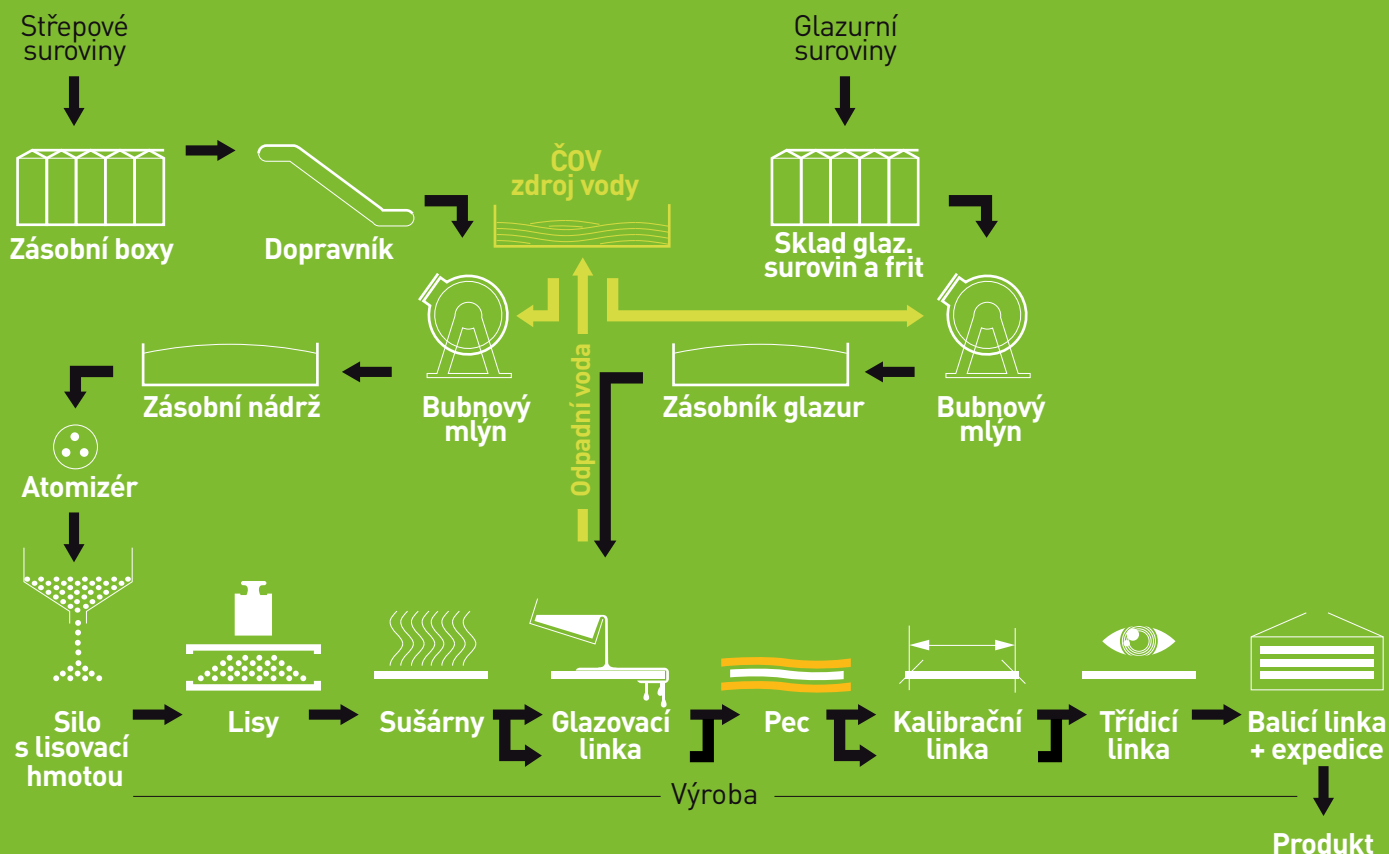 Střepové
suroviny
Glazurní
suroviny
ČOV
zdroj vody
Zásobní boxy
Dopravník
Sklad glaz.
surovin a frit
Zásobní nádrž
Bubnový
mlýn
Odpadní voda
Zásobník glazur
Bubnový
mlýn
Atomizér
Silo
s lisovací
hmotou
Lisy
Sušárny
Glazovací
linka
Pec
Kalibrační
linka
Třídicí
linka
Balicí linka
+ expedice
Výroba
Produkt